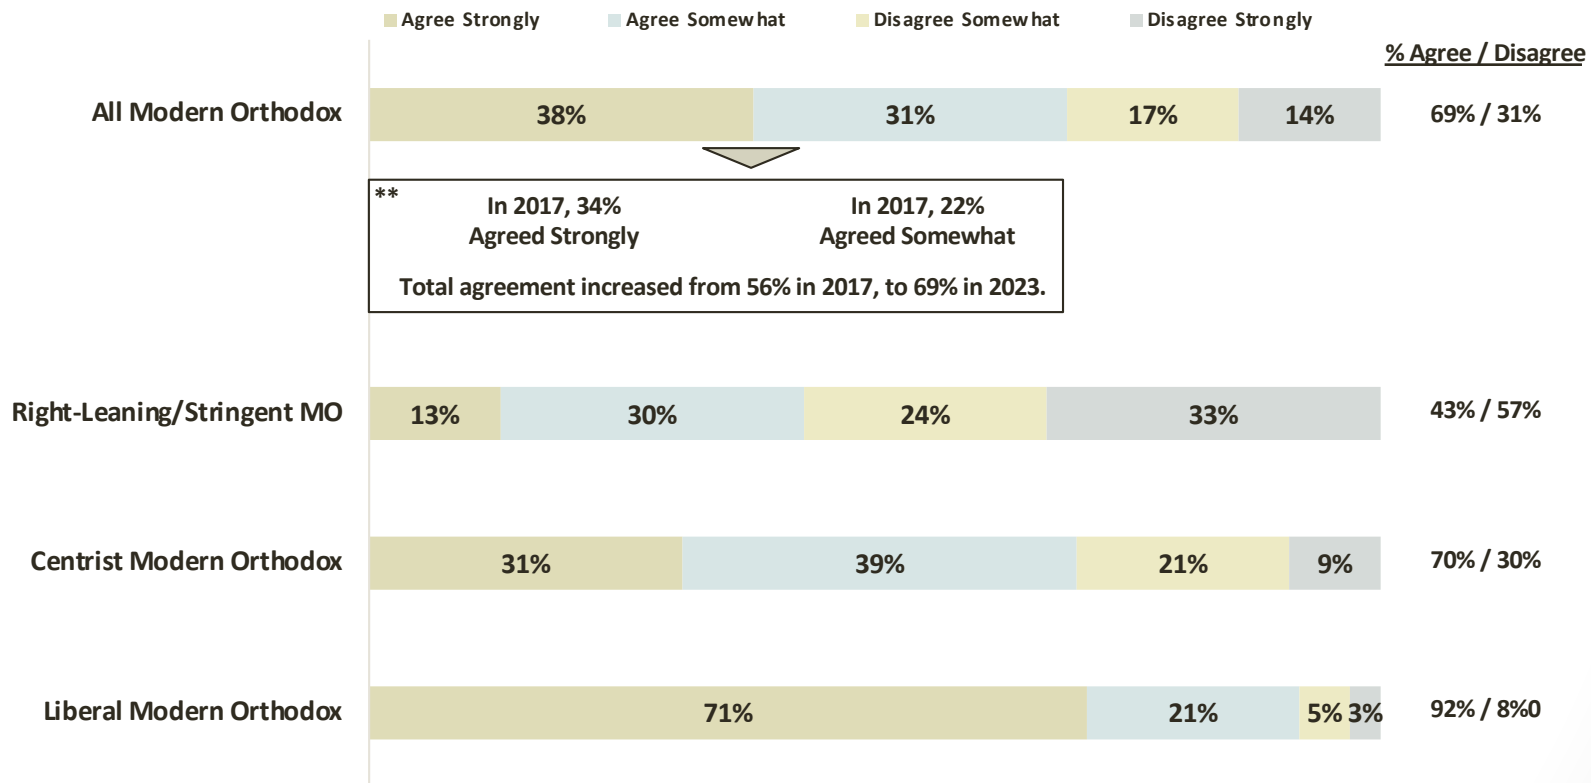 Agree Strongly Agree Somewhat Disagree Somewhat Disagree Strongly
% Agree / Disagree
All Modern Orthodox 38% 31% 17% 14% 69% / 31%
** In 2017, 34% In 2017, 22%
Agreed Strongly Agreed Somewhat
Total agreement increased from 56% in 2017, to 69% in 2023.
Right-Leaning/Stringent MO 13% 30% 24% 33% 43% / 57%
Centrist Modern Orthodox 31% 39% 21% 9% 70% / 30%
Liberal Modern Orthodox 71% 21% 5% 3% 92% / 8%0